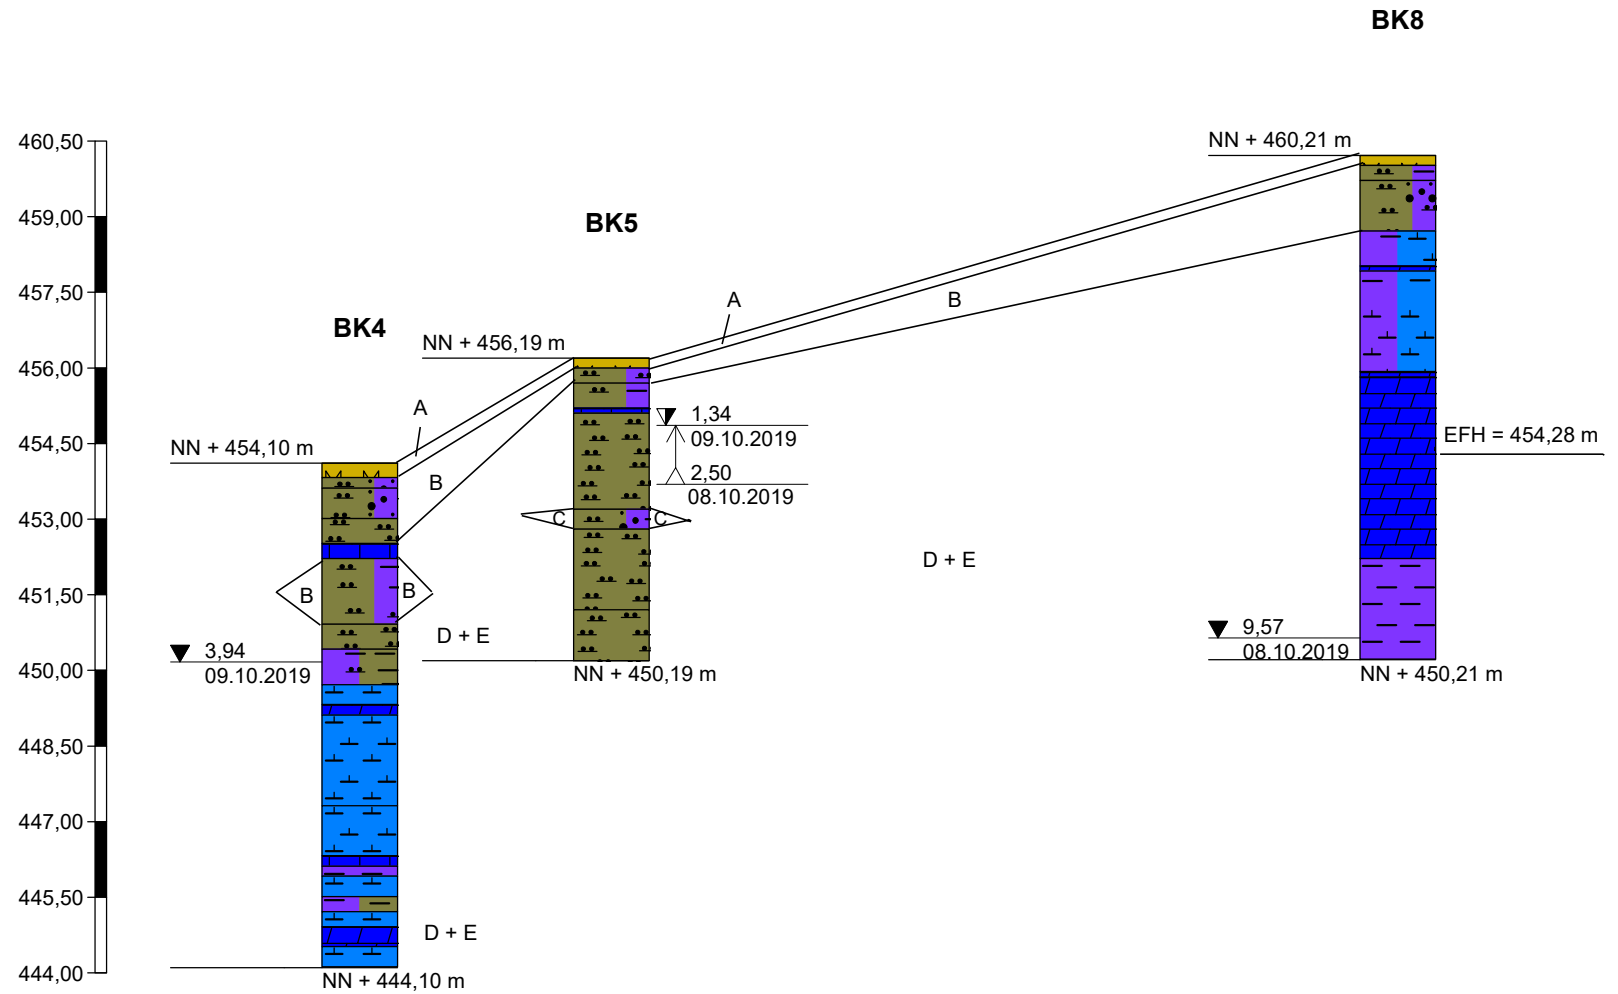 BK8
460,50
NN + 460,21 m
459,00
BK5
457,50
A
B
BK4
NN + 456,19 m
456,00
A
1,34
09.10.2019
454,50
NN + 454,10 m
EFH = 454,28 m
B
2,50
08.10.2019
453,00
C
C
D + E
451,50
B
B
9,57
08.10.2019
D + E
3,94
09.10.2019
450,00
NN + 450,19 m
NN + 450,21 m
448,50
447,00
445,50
D + E
444,00
NN + 444,10 m